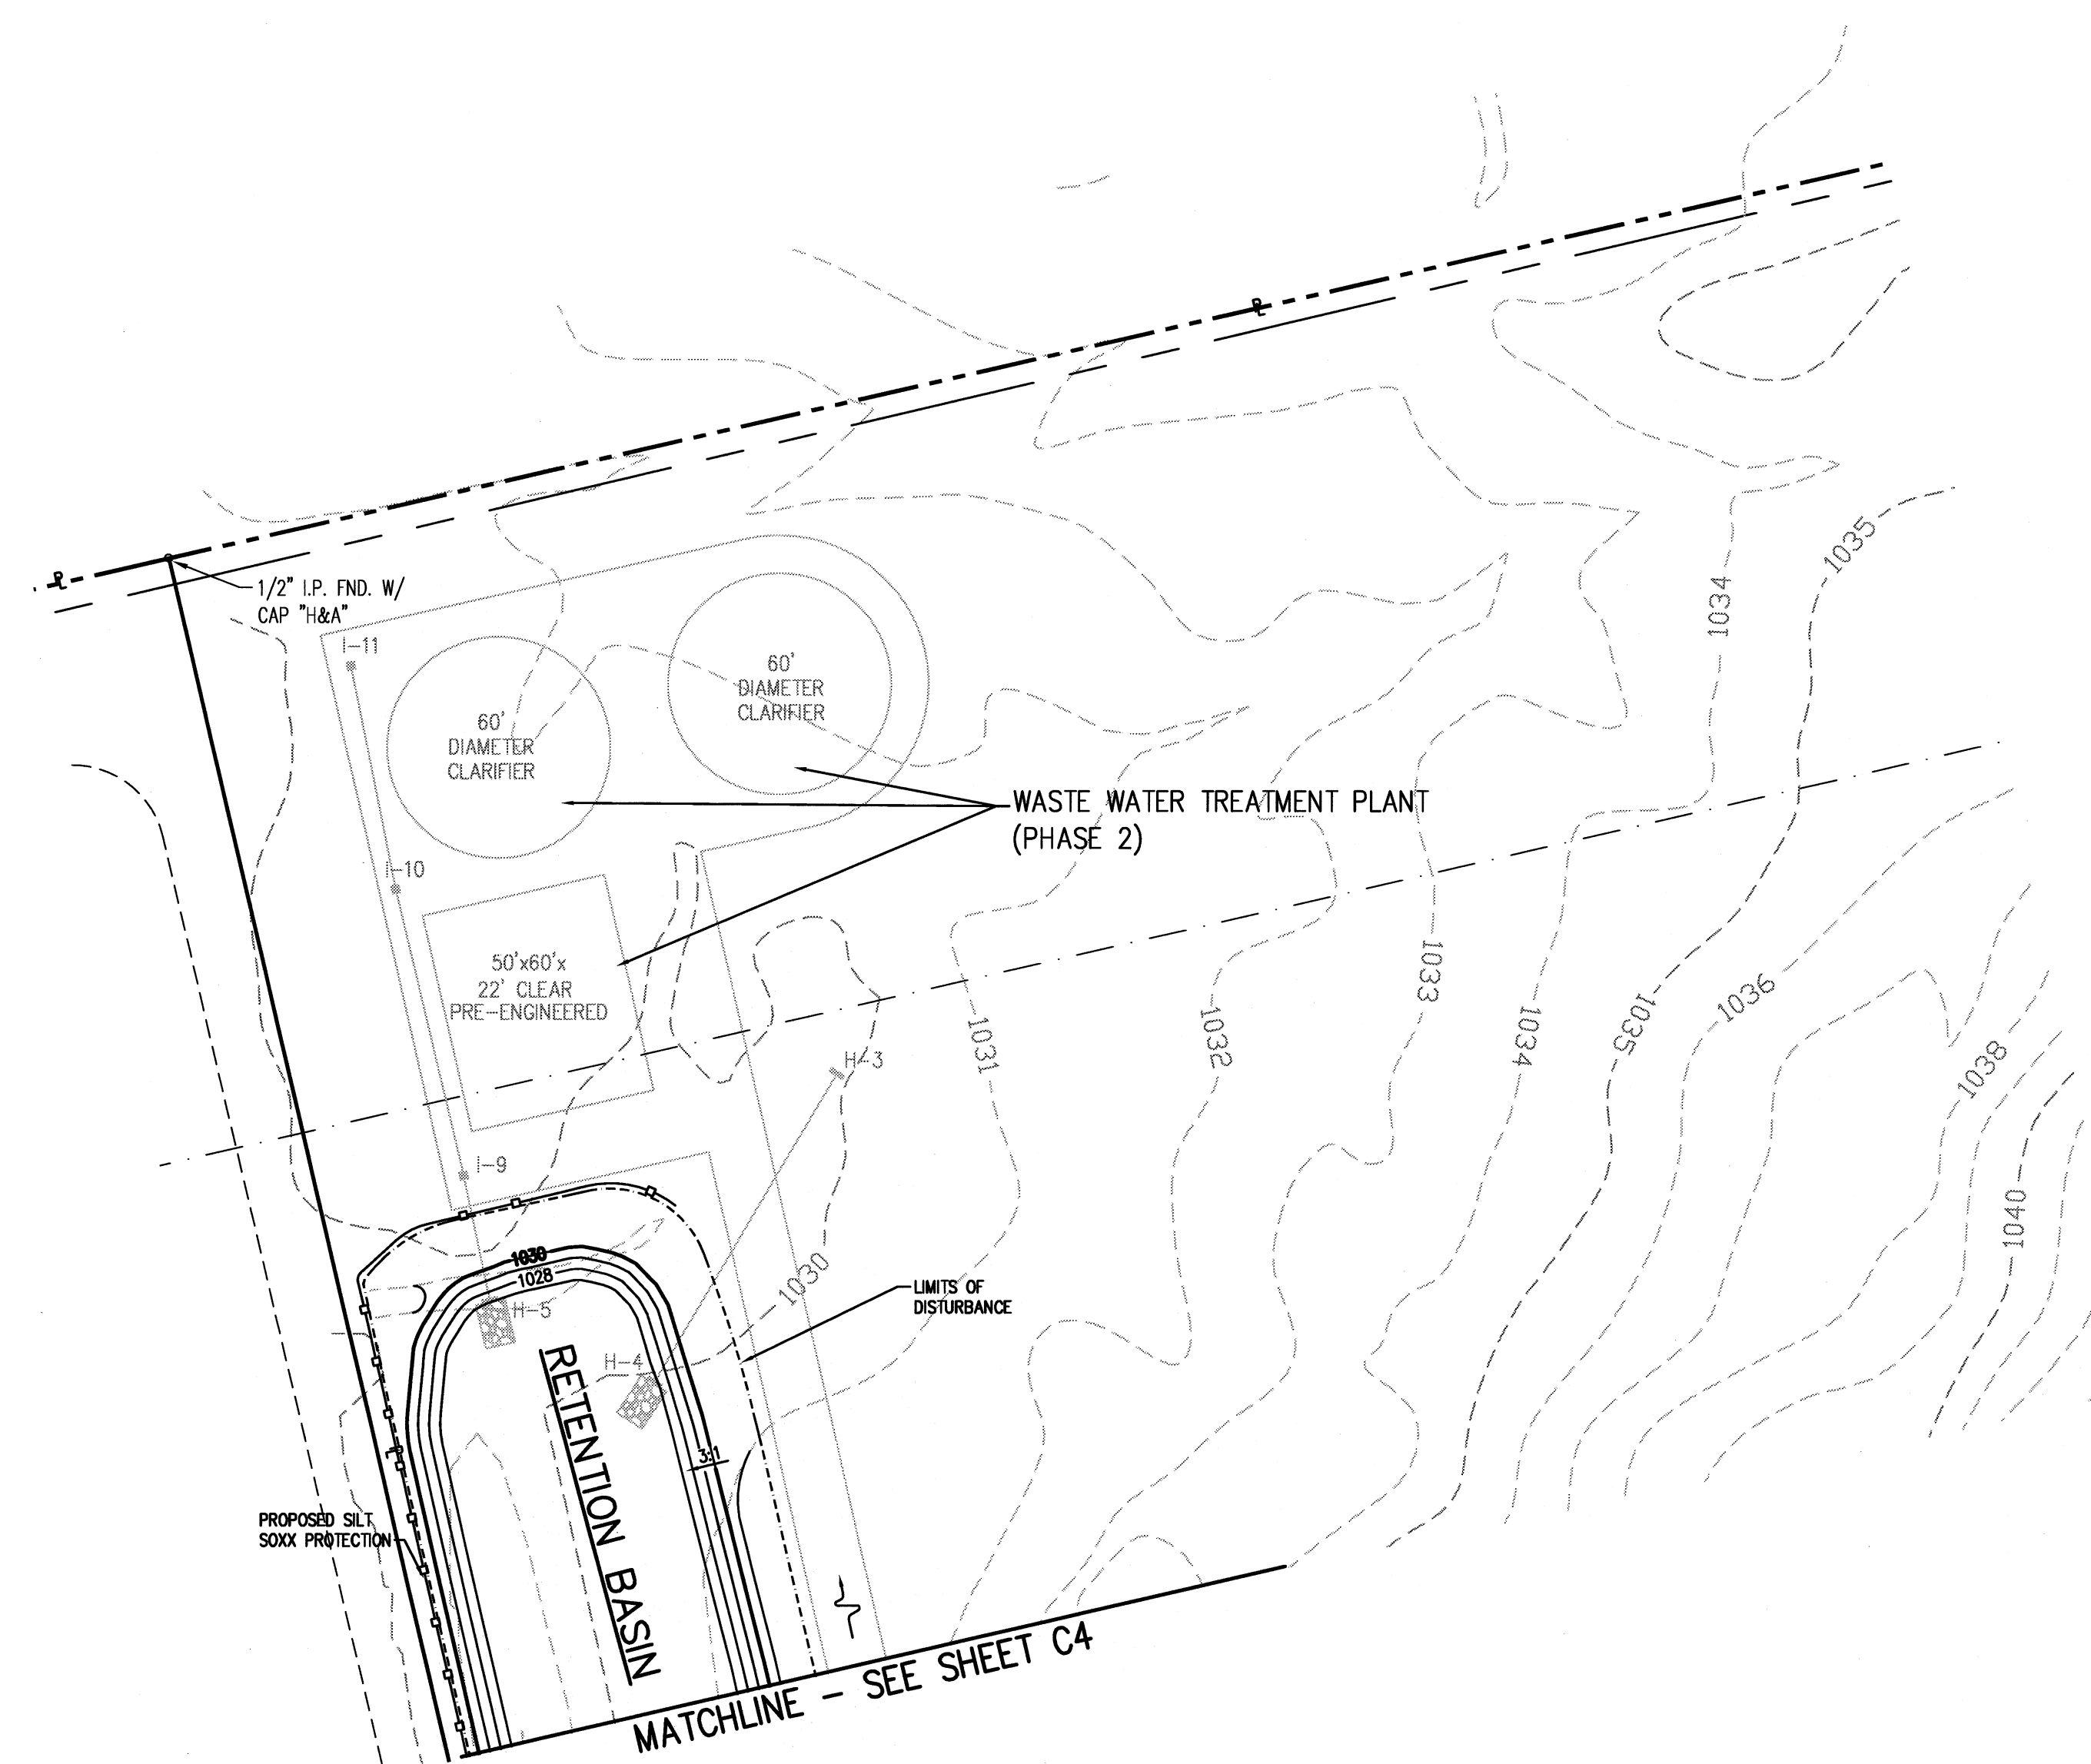 PL
PL
1/2" I.P. FND. W/
CAP "H&A"
I-11
60'
DIAMETER
CLARIFIER
60'
DIAMETER
CLARIFIER
1035
1034
WASTE WATER TREATMENT PLANT
(PHASE 2)
I-10
50'x60'x
22' CLEAR
PRE-ENGINEERED
1031
1032
1033
1034
1035
1036
1038
1040
H-3
I-9
1030
1028
1030
LIMITS OF
DISTURBANCE
H-5
H-4
RETENTION BASIN
3:1
PROPOSED SILT
SOXX PROTECTION
MATCHLINE - SEE SHEET C4